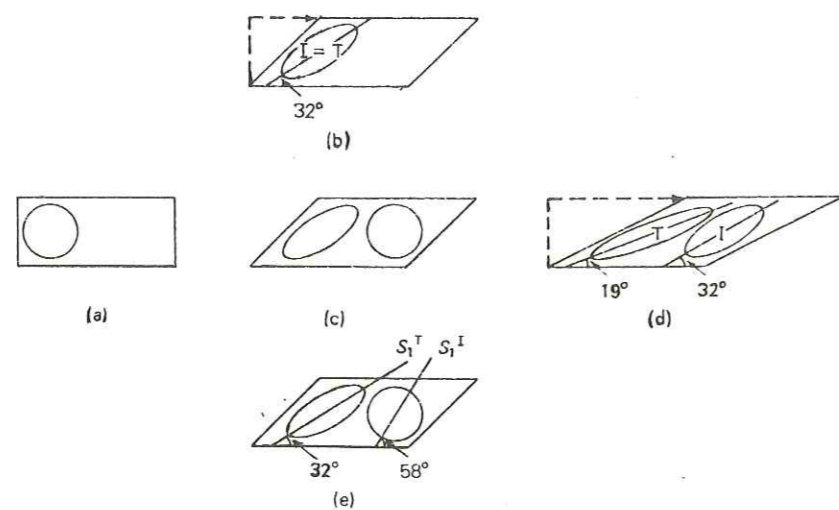 I = T
32°
(b)
(a)
(c)
T
I
19°
32°
(d)
S₁ᵀ
S₁ᴵ
32°
58°
(e)